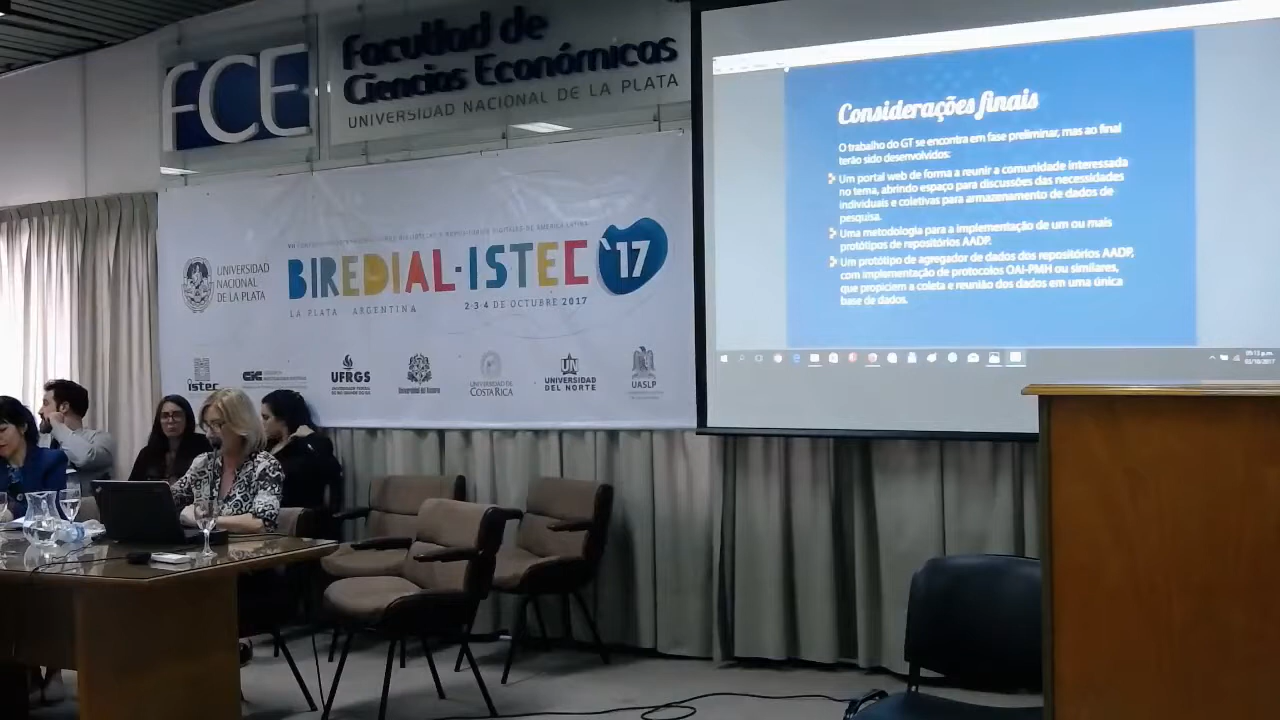 FCE
Facultad de
Ciencias Económicas
UNIVERSIDAD NACIONAL DE LA PLATA
UNIVERSIDAD
NACIONAL
DE LA PLATA
BIREDIAL-ISTEC '17
LA PLATA ARGENTINA
2-3-4 DE OCTUBRE 2017
istec
CIC
UFRGS
UNIVERSIDAD DE
COSTA RICA
UNIVERSIDAD
DEL NORTE
UASLP
Considerações finais
O trabalho do GT se encontra em fase preliminar, mas ao final
terão sido desenvolvidos:
Um portal web de forma a reunir a comunidade interessada
no tema, abrindo espaço para discussões das necessidades
individuais e coletivas para armazenamento de dados de
pesquisa.
Uma metodologia para a implementação de um ou mais
protótipos de repositórios AADP.
Um protótipo de agregador de dados dos repositórios AADP,
com implementação de protocolos OAI-PMH ou similares,
que propiciem a coleta e reunião dos dados em uma única
base de dados.
05:13 p.m.
02/10/2017